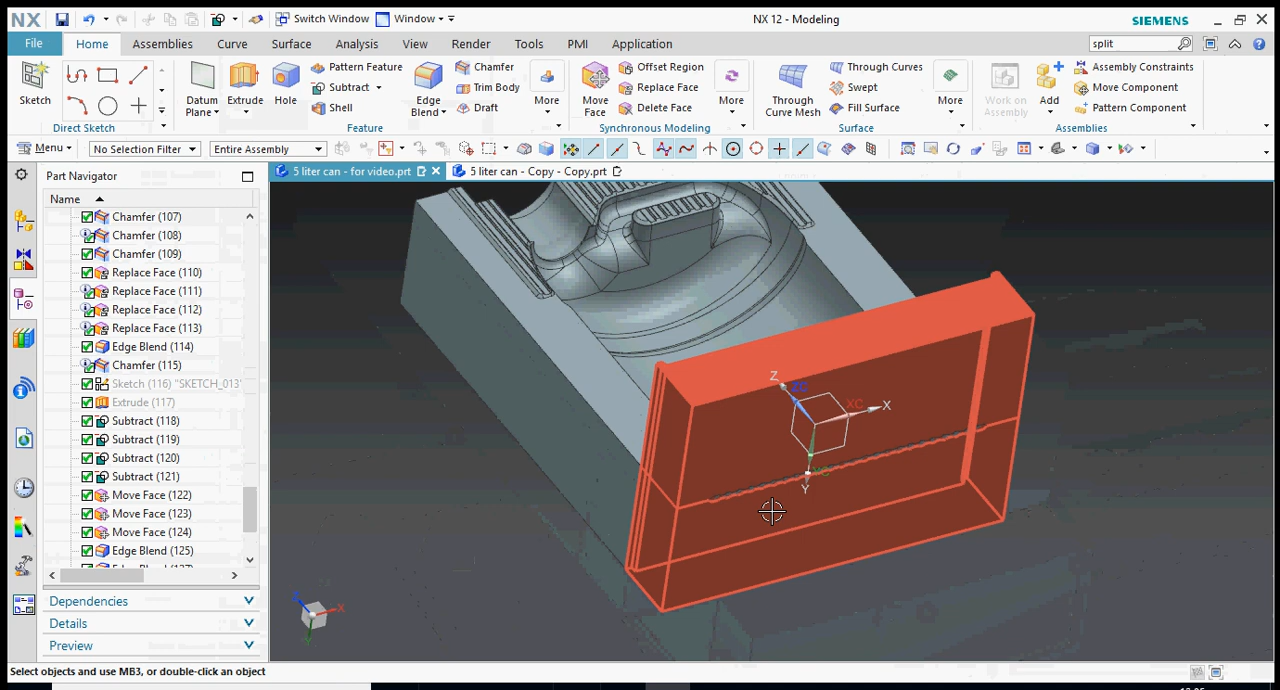 NX Switch Window Window NX 12 - Modeling SIEMENS
File Home Assemblies Curve Surface Analysis View Render Tools PMI Application split
Sketch Datum Plane Extrude Hole Pattern Feature Subtract Shell Edge Blend Chamfer Trim Body Draft More Move Face Offset Region Replace Face Delete Face More Through Curve Mesh Through Curves Swept Fill Surface More Work on Assembly Add Assembly Constraints Move Component Pattern Component
Direct Sketch Feature Synchronous Modeling Surface Assemblies
Menu No Selection Filter Entire Assembly
Part Navigator 5 liter can - for video.prt 5 liter can - Copy - Copy.prt
Name
Chamfer (107)
Chamfer (108)
Chamfer (109)
Replace Face (110)
Replace Face (111)
Replace Face (112)
Replace Face (113)
Edge Blend (114)
Chamfer (115)
Sketch (116) "SKETCH_013'
Extrude (117)
Subtract (118)
Subtract (119)
Subtract (120)
Subtract (121)
Move Face (122)
Move Face (123)
Move Face (124)
Edge Blend (125)
Dependencies
Details
Preview
Z ZC XC X
YC
Y
Z X
Y
Select objects and use MB3, or double-click an object